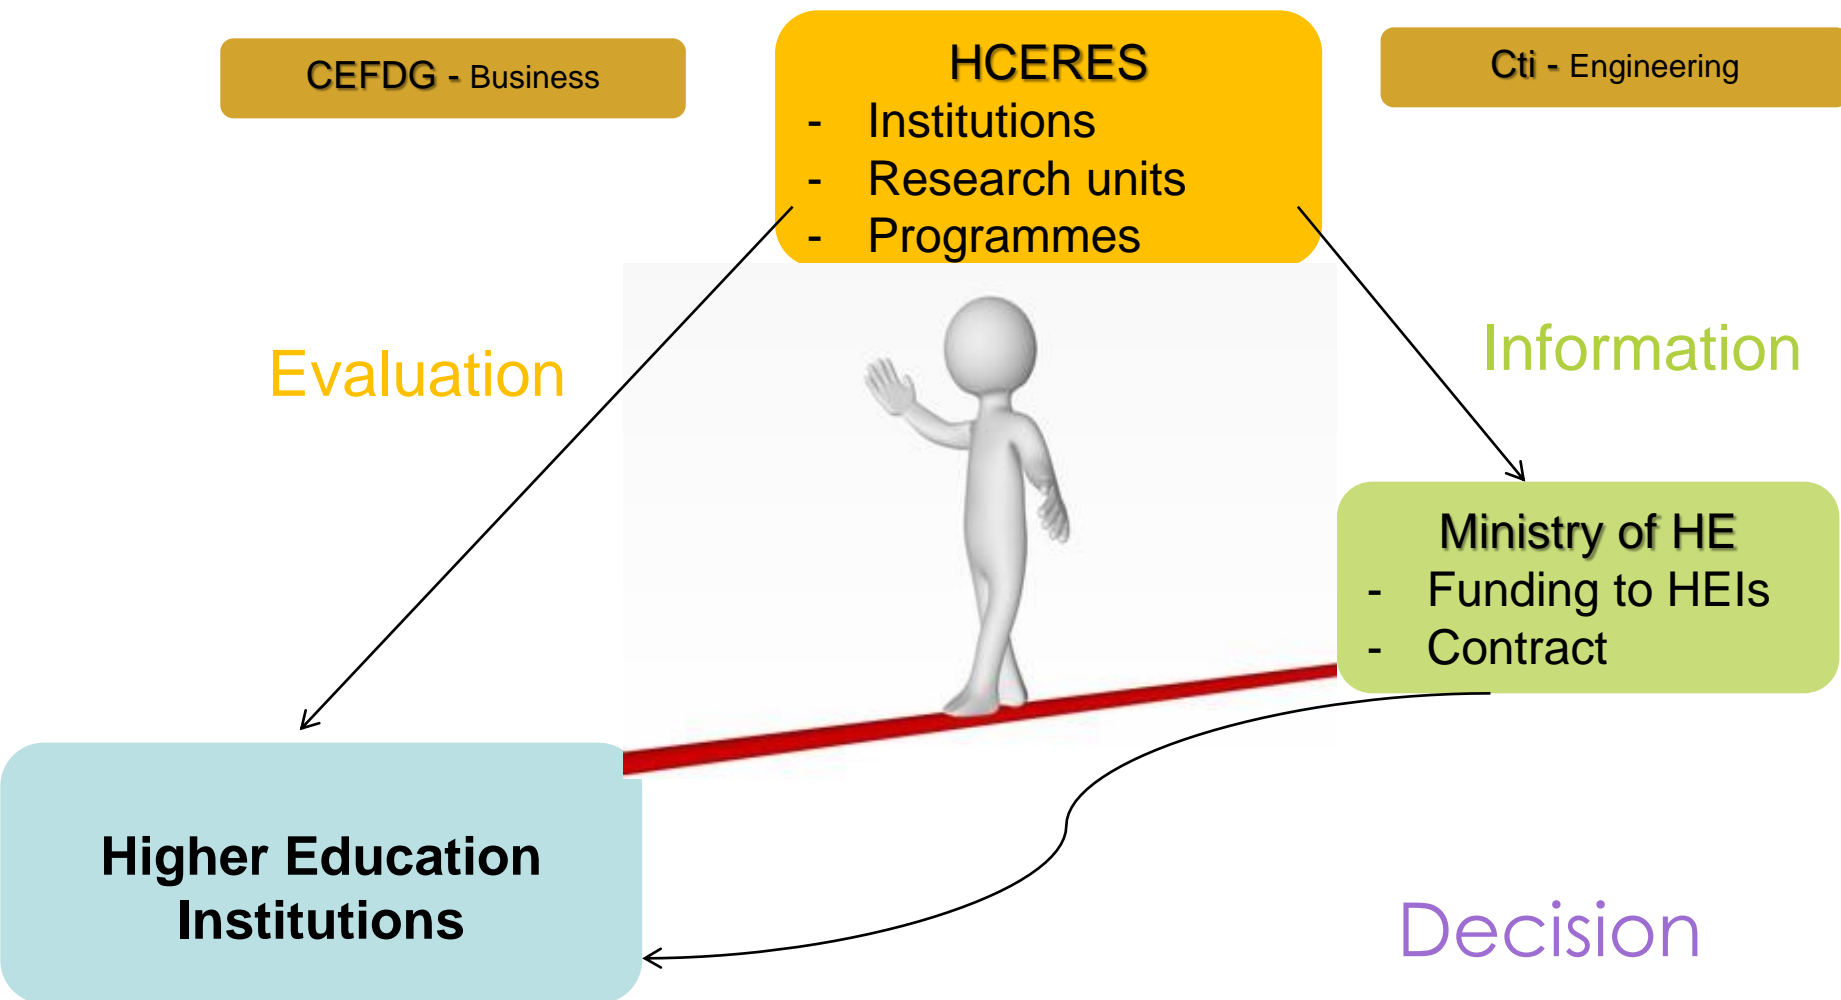 CEFDG - Business
HCERES
- Institutions
- Research units
- Programmes
Cti - Engineering
Evaluation
Information
Ministry of HE
- Funding to HEIs
- Contract
Higher Education
Institutions
Decision